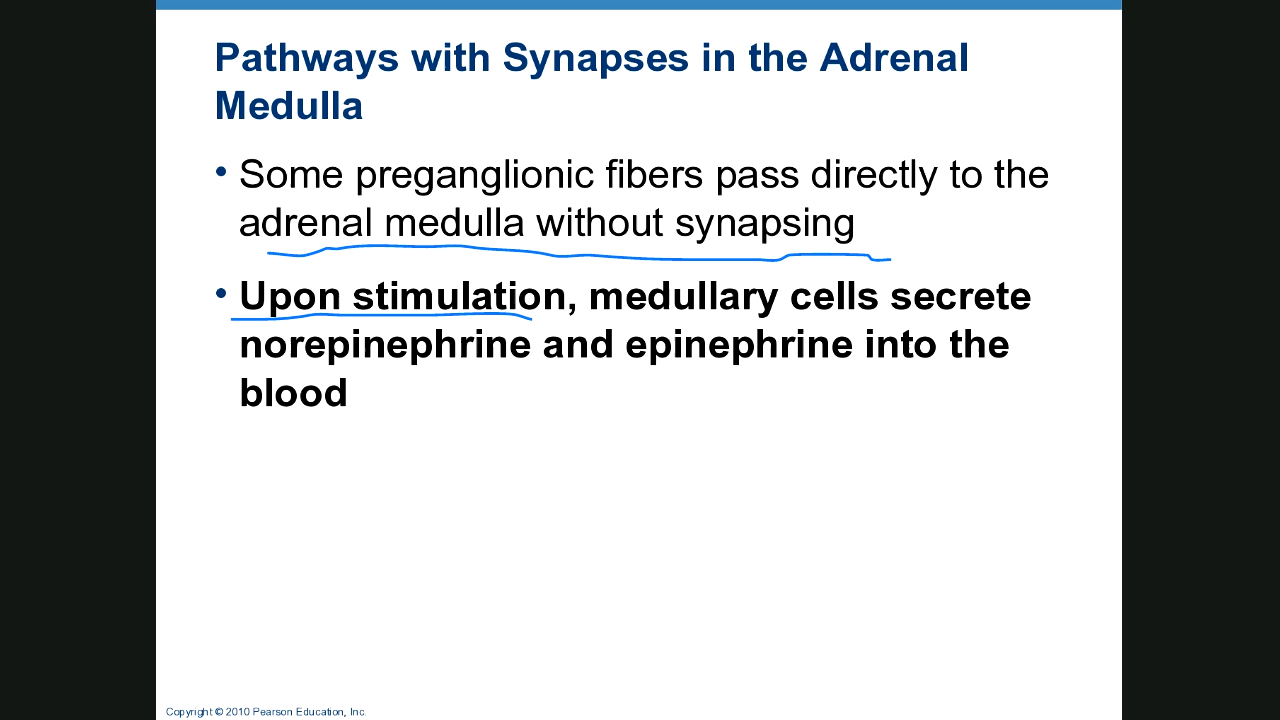 Pathways with Synapses in the Adrenal
Medulla
• Some preganglionic fibers pass directly to the
adrenal medulla without synapsing
• Upon stimulation, medullary cells secrete
norepinephrine and epinephrine into the
blood
Copyright © 2010 Pearson Education, Inc.